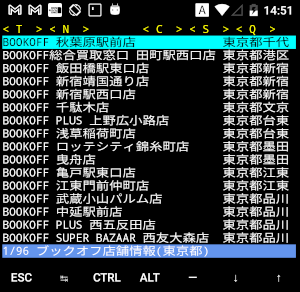 14:51
<T ><N ><C ><S ><Q >
BOOKOFF 秋葉原駅前店 東京都千代
BOOKOFF総合買取窓口 田町駅西口店 東京都港区
BOOKOFF 飯田橋駅東口店 東京都新宿
BOOKOFF 新宿靖国通り店 東京都新宿
BOOKOFF 新宿駅西口店 東京都新宿
BOOKOFF 千駄木店 東京都文京
BOOKOFF PLUS 上野広小路店 東京都台東
BOOKOFF 浅草稲荷町店 東京都台東
BOOKOFF ロッテシティ錦糸町店 東京都墨田
BOOKOFF 曳舟店 東京都墨田
BOOKOFF 亀戸駅東口店 東京都江東
BOOKOFF 江東門前仲町店 東京都江東
BOOKOFF 武蔵小山パルム店 東京都品川
BOOKOFF 中延駅前店 東京都品川
BOOKOFF PLUS 西五反田店 東京都品川
BOOKOFF SUPER BAZAAR 西友大森店 東京都品川
1/96 ブックオフ店舗情報(東京都)
ESC ↹ CTRL ALT − ↓ ↑